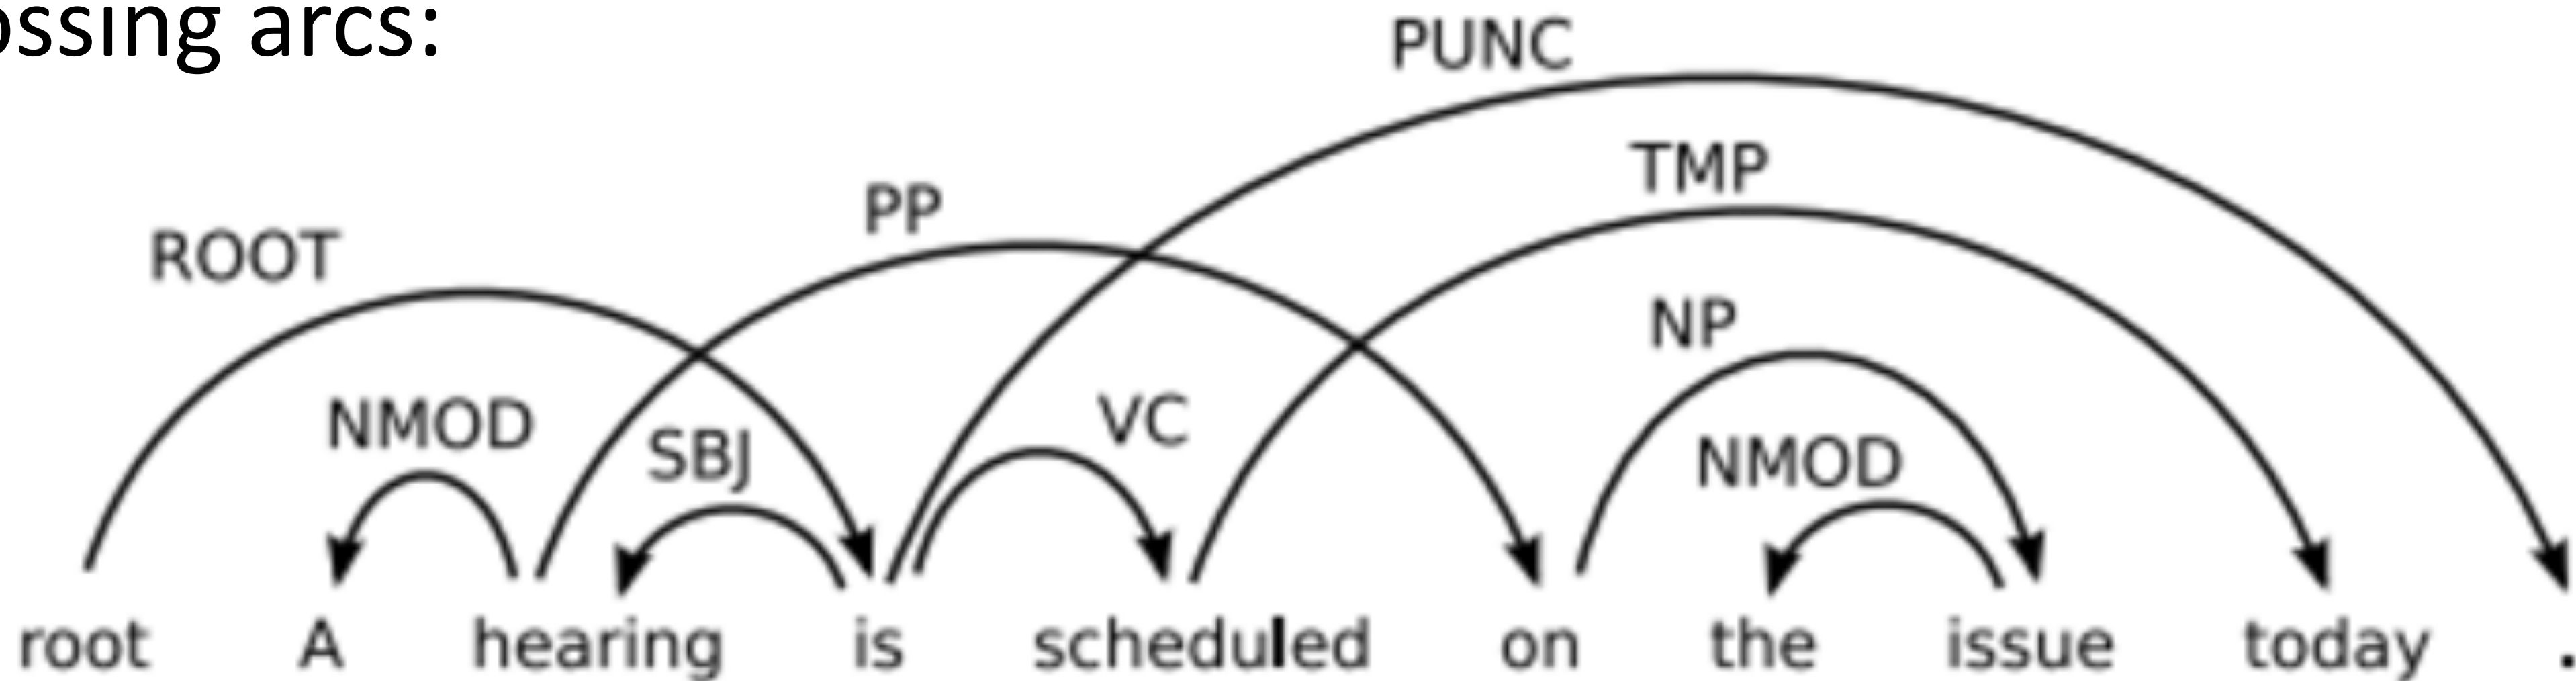 ossing arcs:
PUNC
TMP
PP
ROOT
NP
NMOD
VC
SBJ
NMOD
root A hearing is scheduled on the issue today .